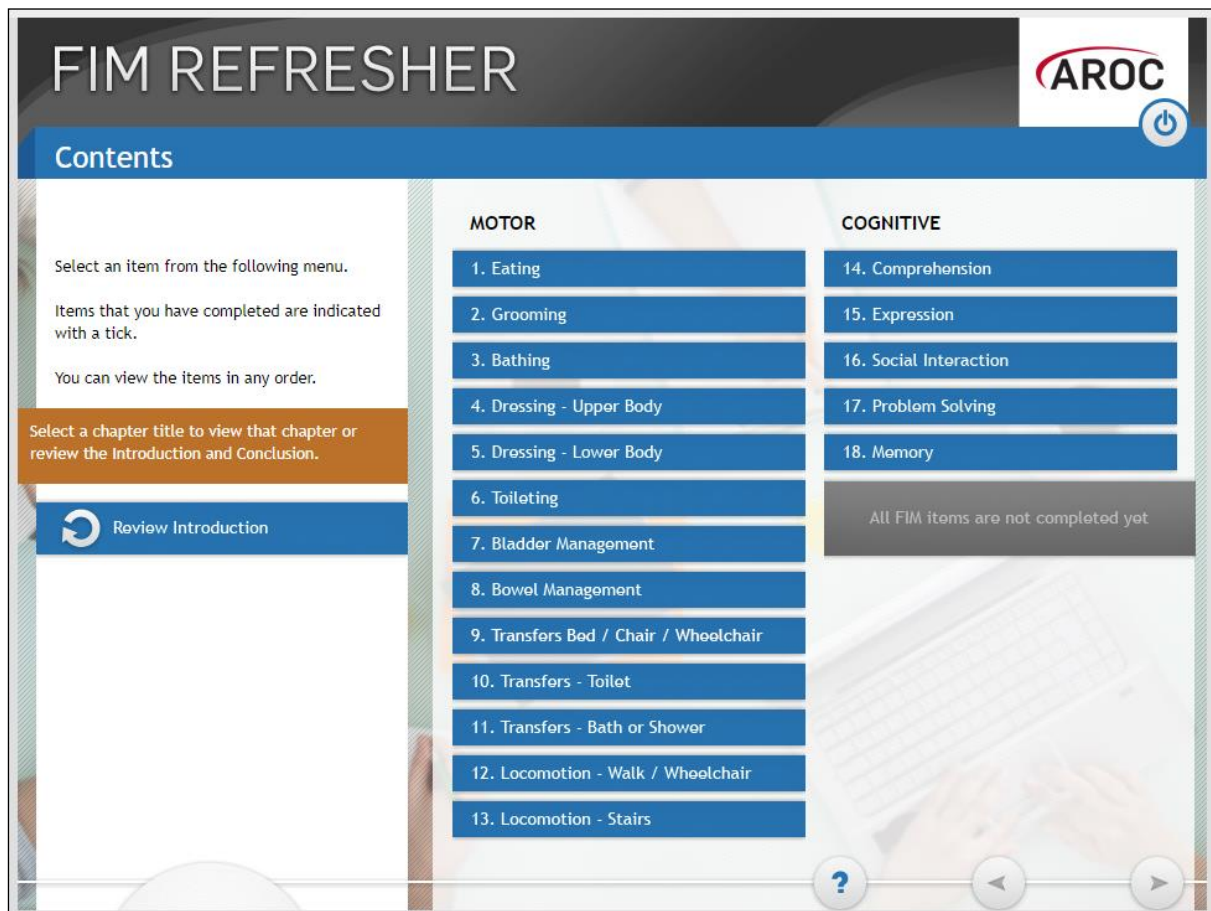 FIM REFRESHER
AROC
Contents
Select an item from the following menu.
Items that you have completed are indicated
with a tick.
You can view the items in any order.
Select a chapter title to view that chapter or
review the Introduction and Conclusion.
Review Introduction
MOTOR
1. Eating
2. Grooming
3. Bathing
4. Dressing - Upper Body
5. Dressing - Lower Body
6. Toileting
7. Bladder Management
8. Bowel Management
9. Transfers Bed / Chair / Wheelchair
10. Transfers - Toilet
11. Transfers - Bath or Shower
12. Locomotion - Walk / Wheelchair
13. Locomotion - Stairs
COGNITIVE
14. Comprehension
15. Expression
16. Social Interaction
17. Problem Solving
18. Memory
All FIM items are not completed yet
?